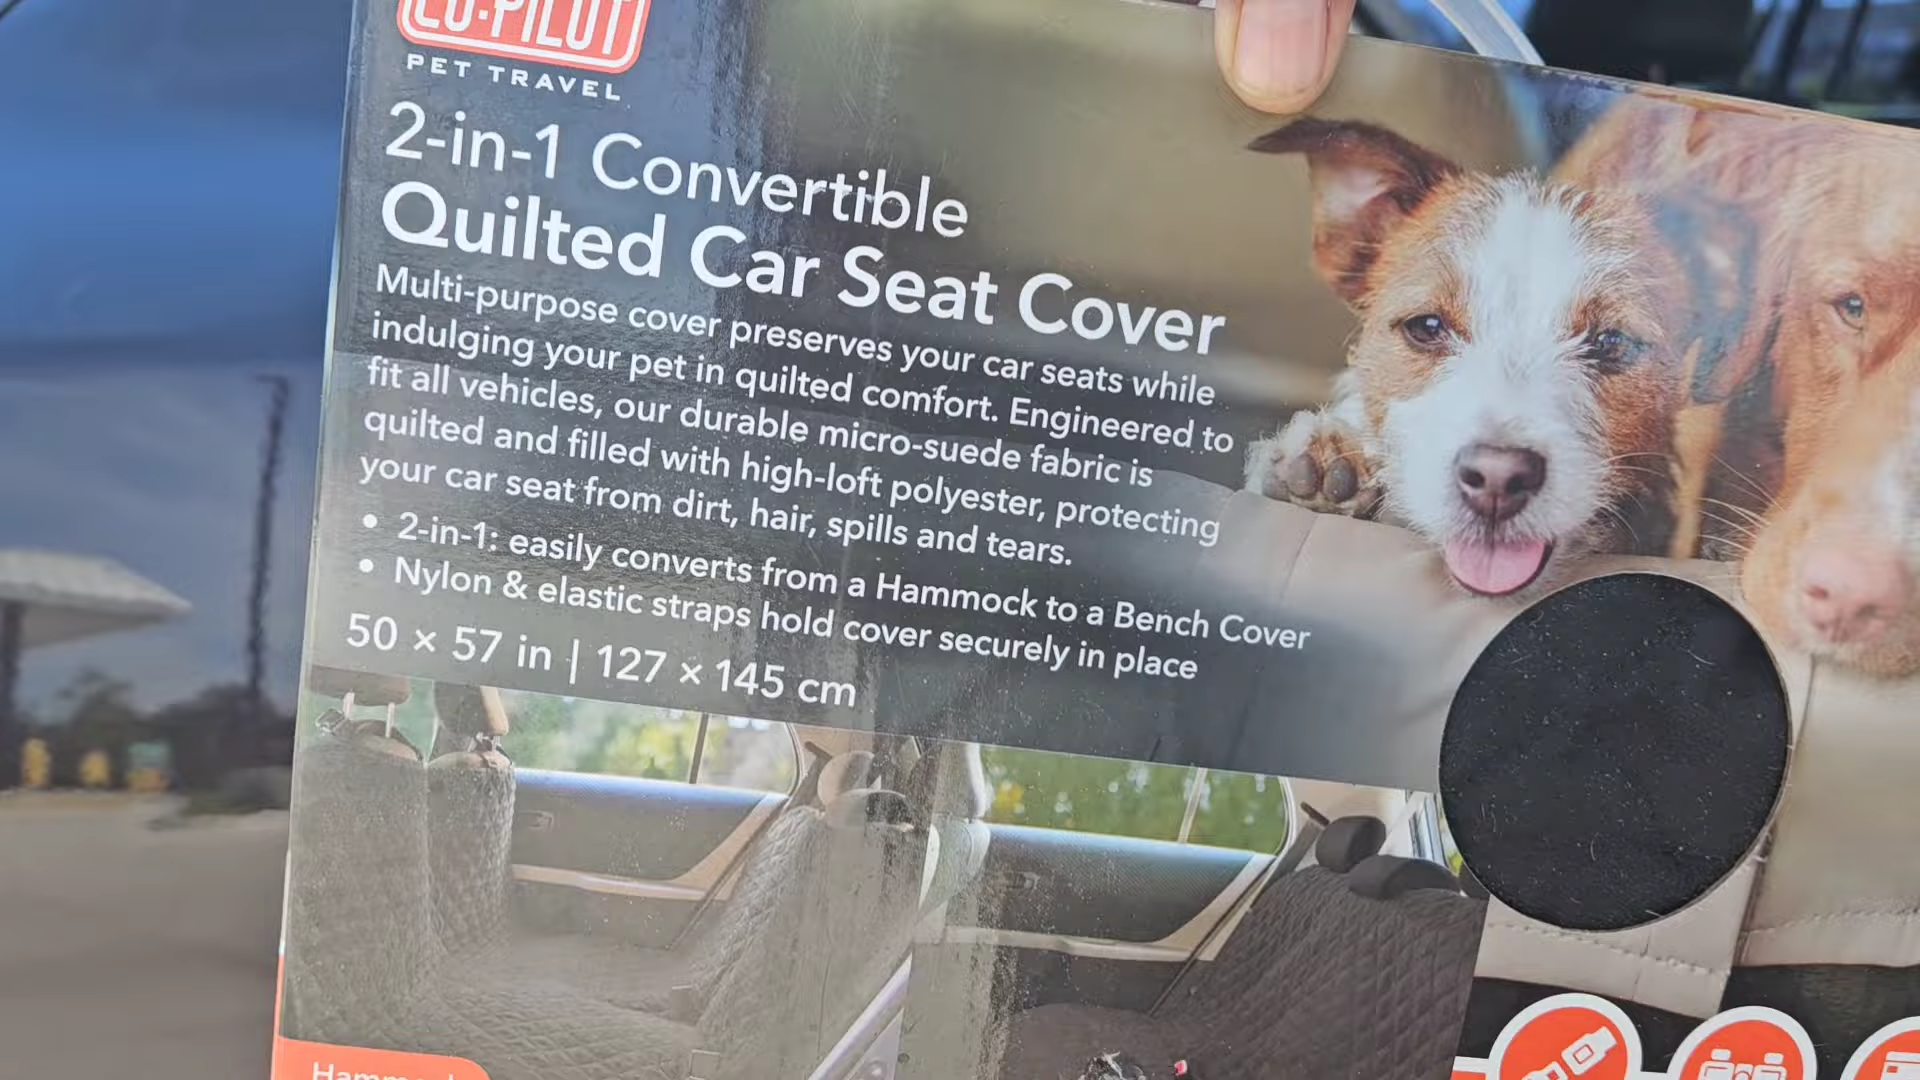 CO-PILOT
PET TRAVEL
2-in-1 Convertible
Quilted Car Seat Cover
Multi-purpose cover preserves your car seats while
indulging your pet in quilted comfort. Engineered to
fit all vehicles, our durable micro-suede fabric is
quilted and filled with high-loft polyester, protecting
your car seat from dirt, hair, spills and tears.
• 2-in-1: easily converts from a Hammock to a Bench Cover
• Nylon & elastic straps hold cover securely in place
50 × 57 in | 127 × 145 cm